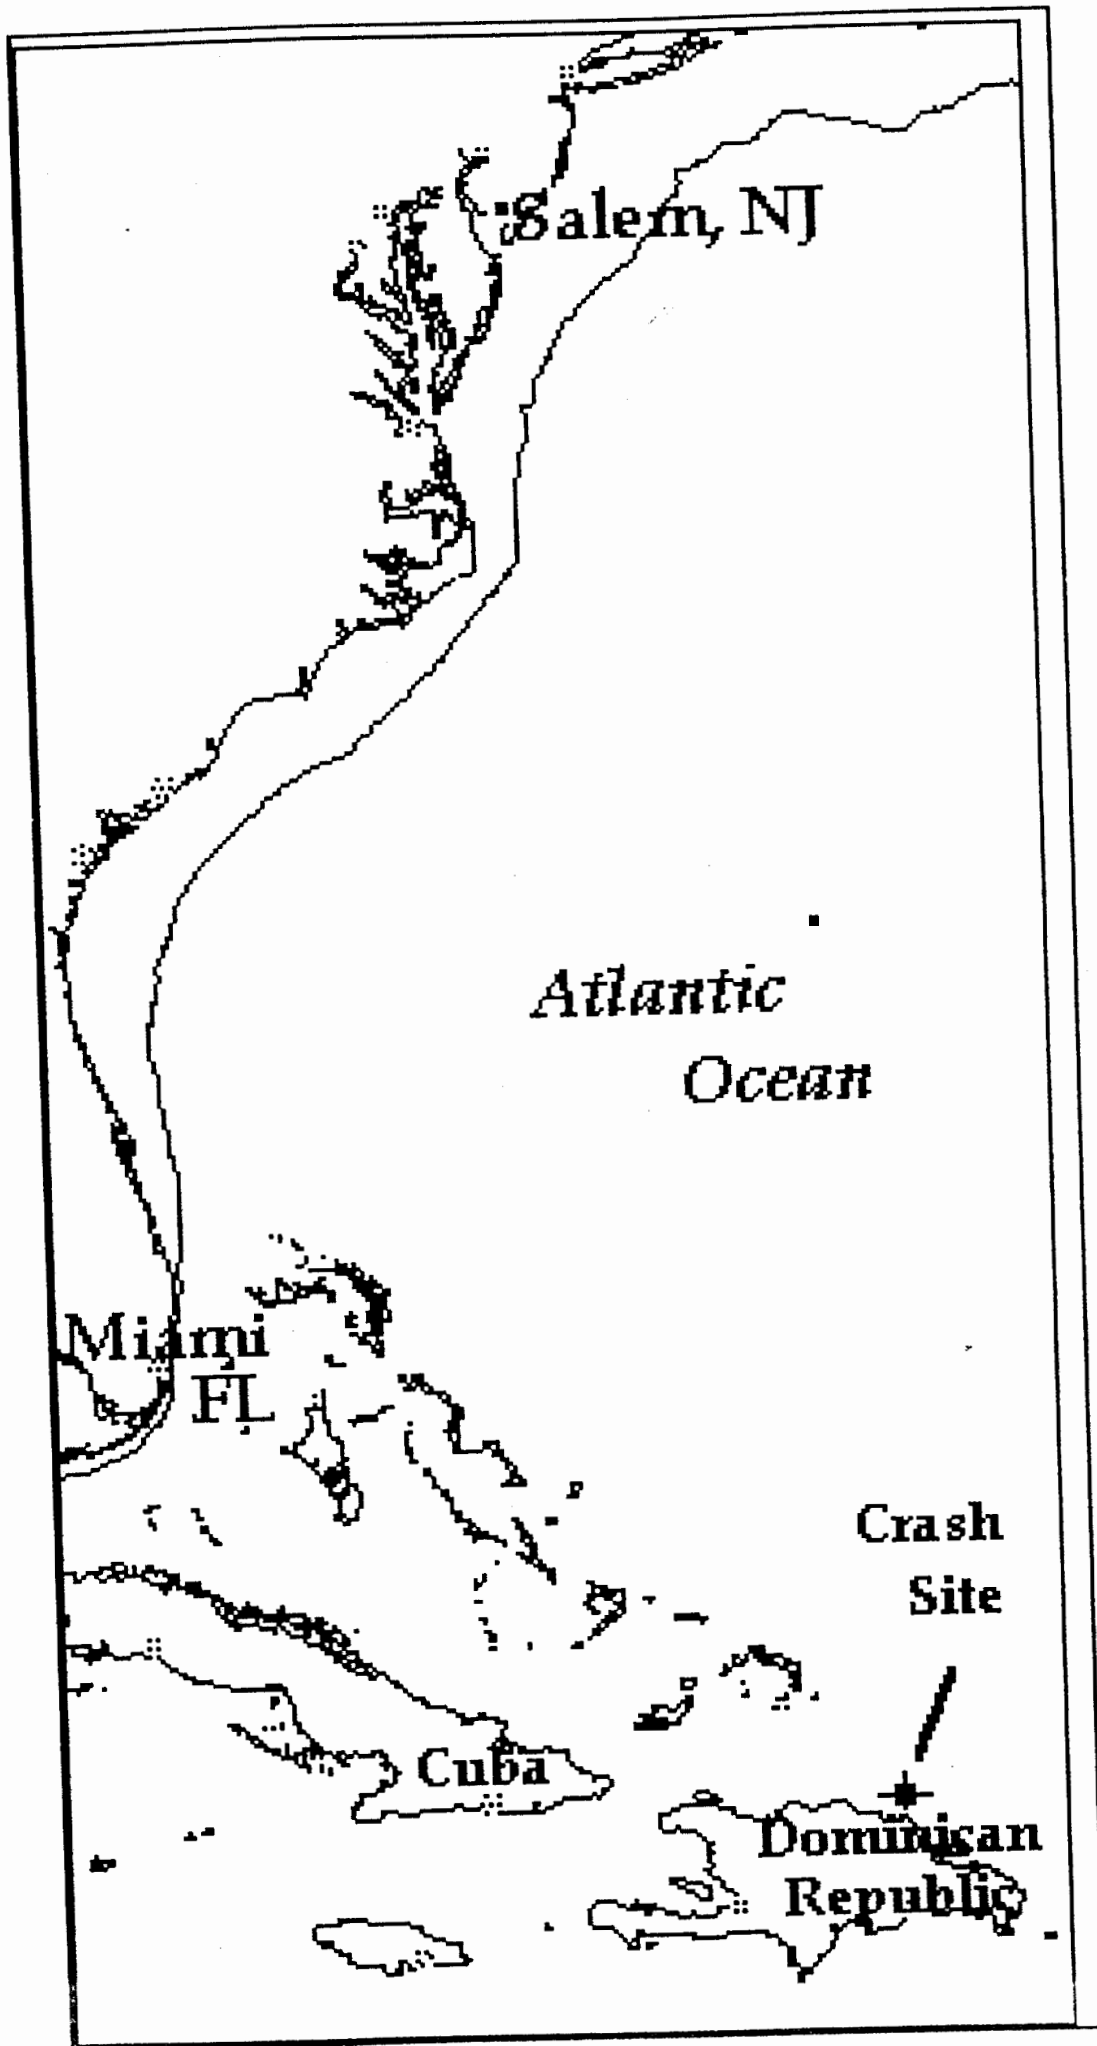 Salem, NJ
Atlantic
Ocean
Miami
FL
Crash
Site
Cuba
Dominican
Republic